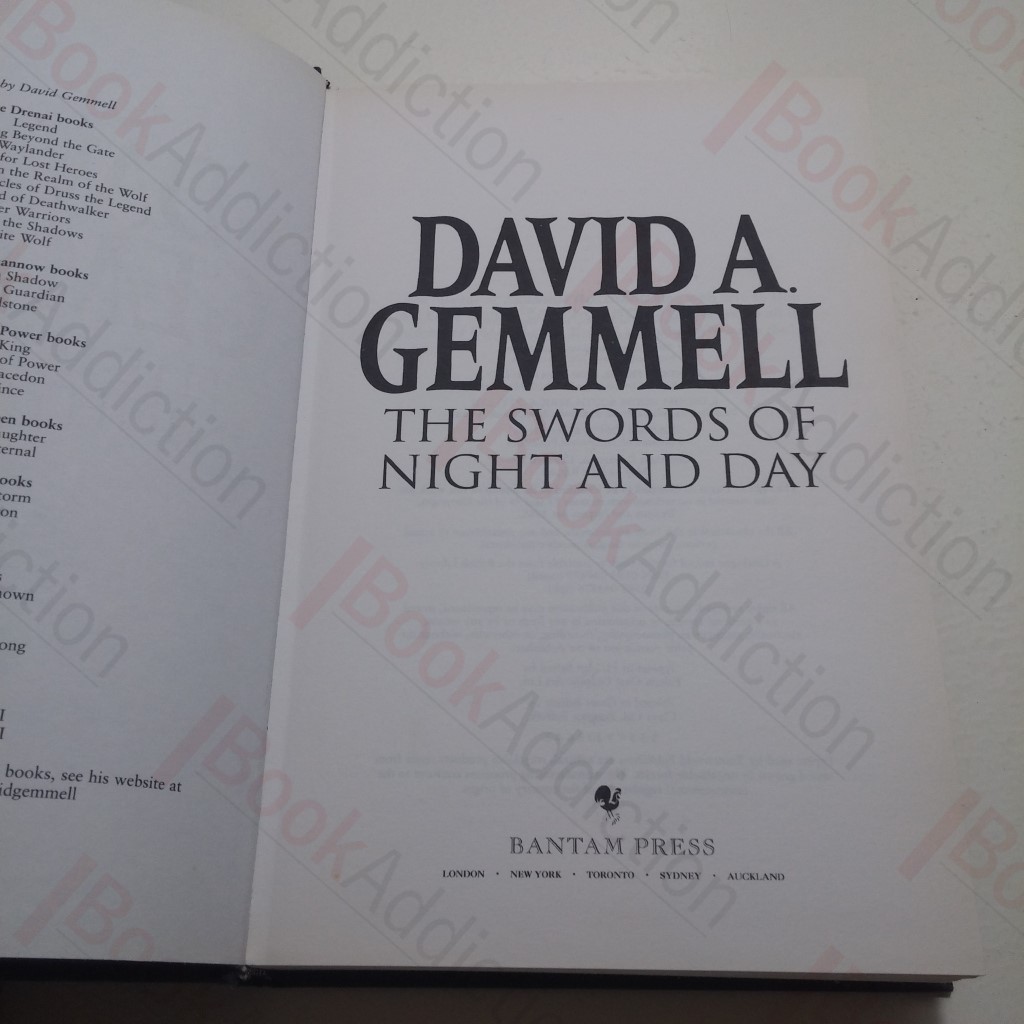 by David Gemmell
e Drenai books
Legend
g Beyond the Gate
Waylander
for Lost Heroes
n the Realm of the Wolf
cles of Druss the Legend
d of Deathwalker
er Warriors
the Shadows
ite Wolf
annow books
Shadow
Guardian
dstone
Power books
King
of Power
acedon
ince
en books
ughter
ernal
ooks
torm
on
s
nown
ong
I
I
books, see his website at
idgemmell
DAVID A.
GEMMELL
THE SWORDS OF
NIGHT AND DAY
BANTAM PRESS
LONDON · NEW YORK · TORONTO · SYDNEY · AUCKLAND
BookAddiction